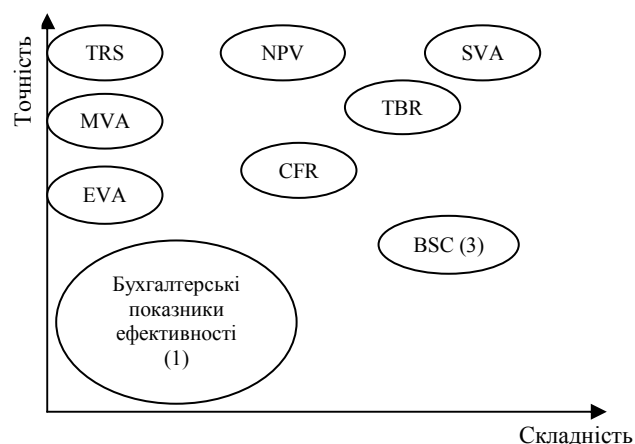 Точність
TRS
NPV
SVA
MVA
TBR
EVA
CFR
BSC (3)
Бухгалтерські
показники
ефективності
(1)
Складність